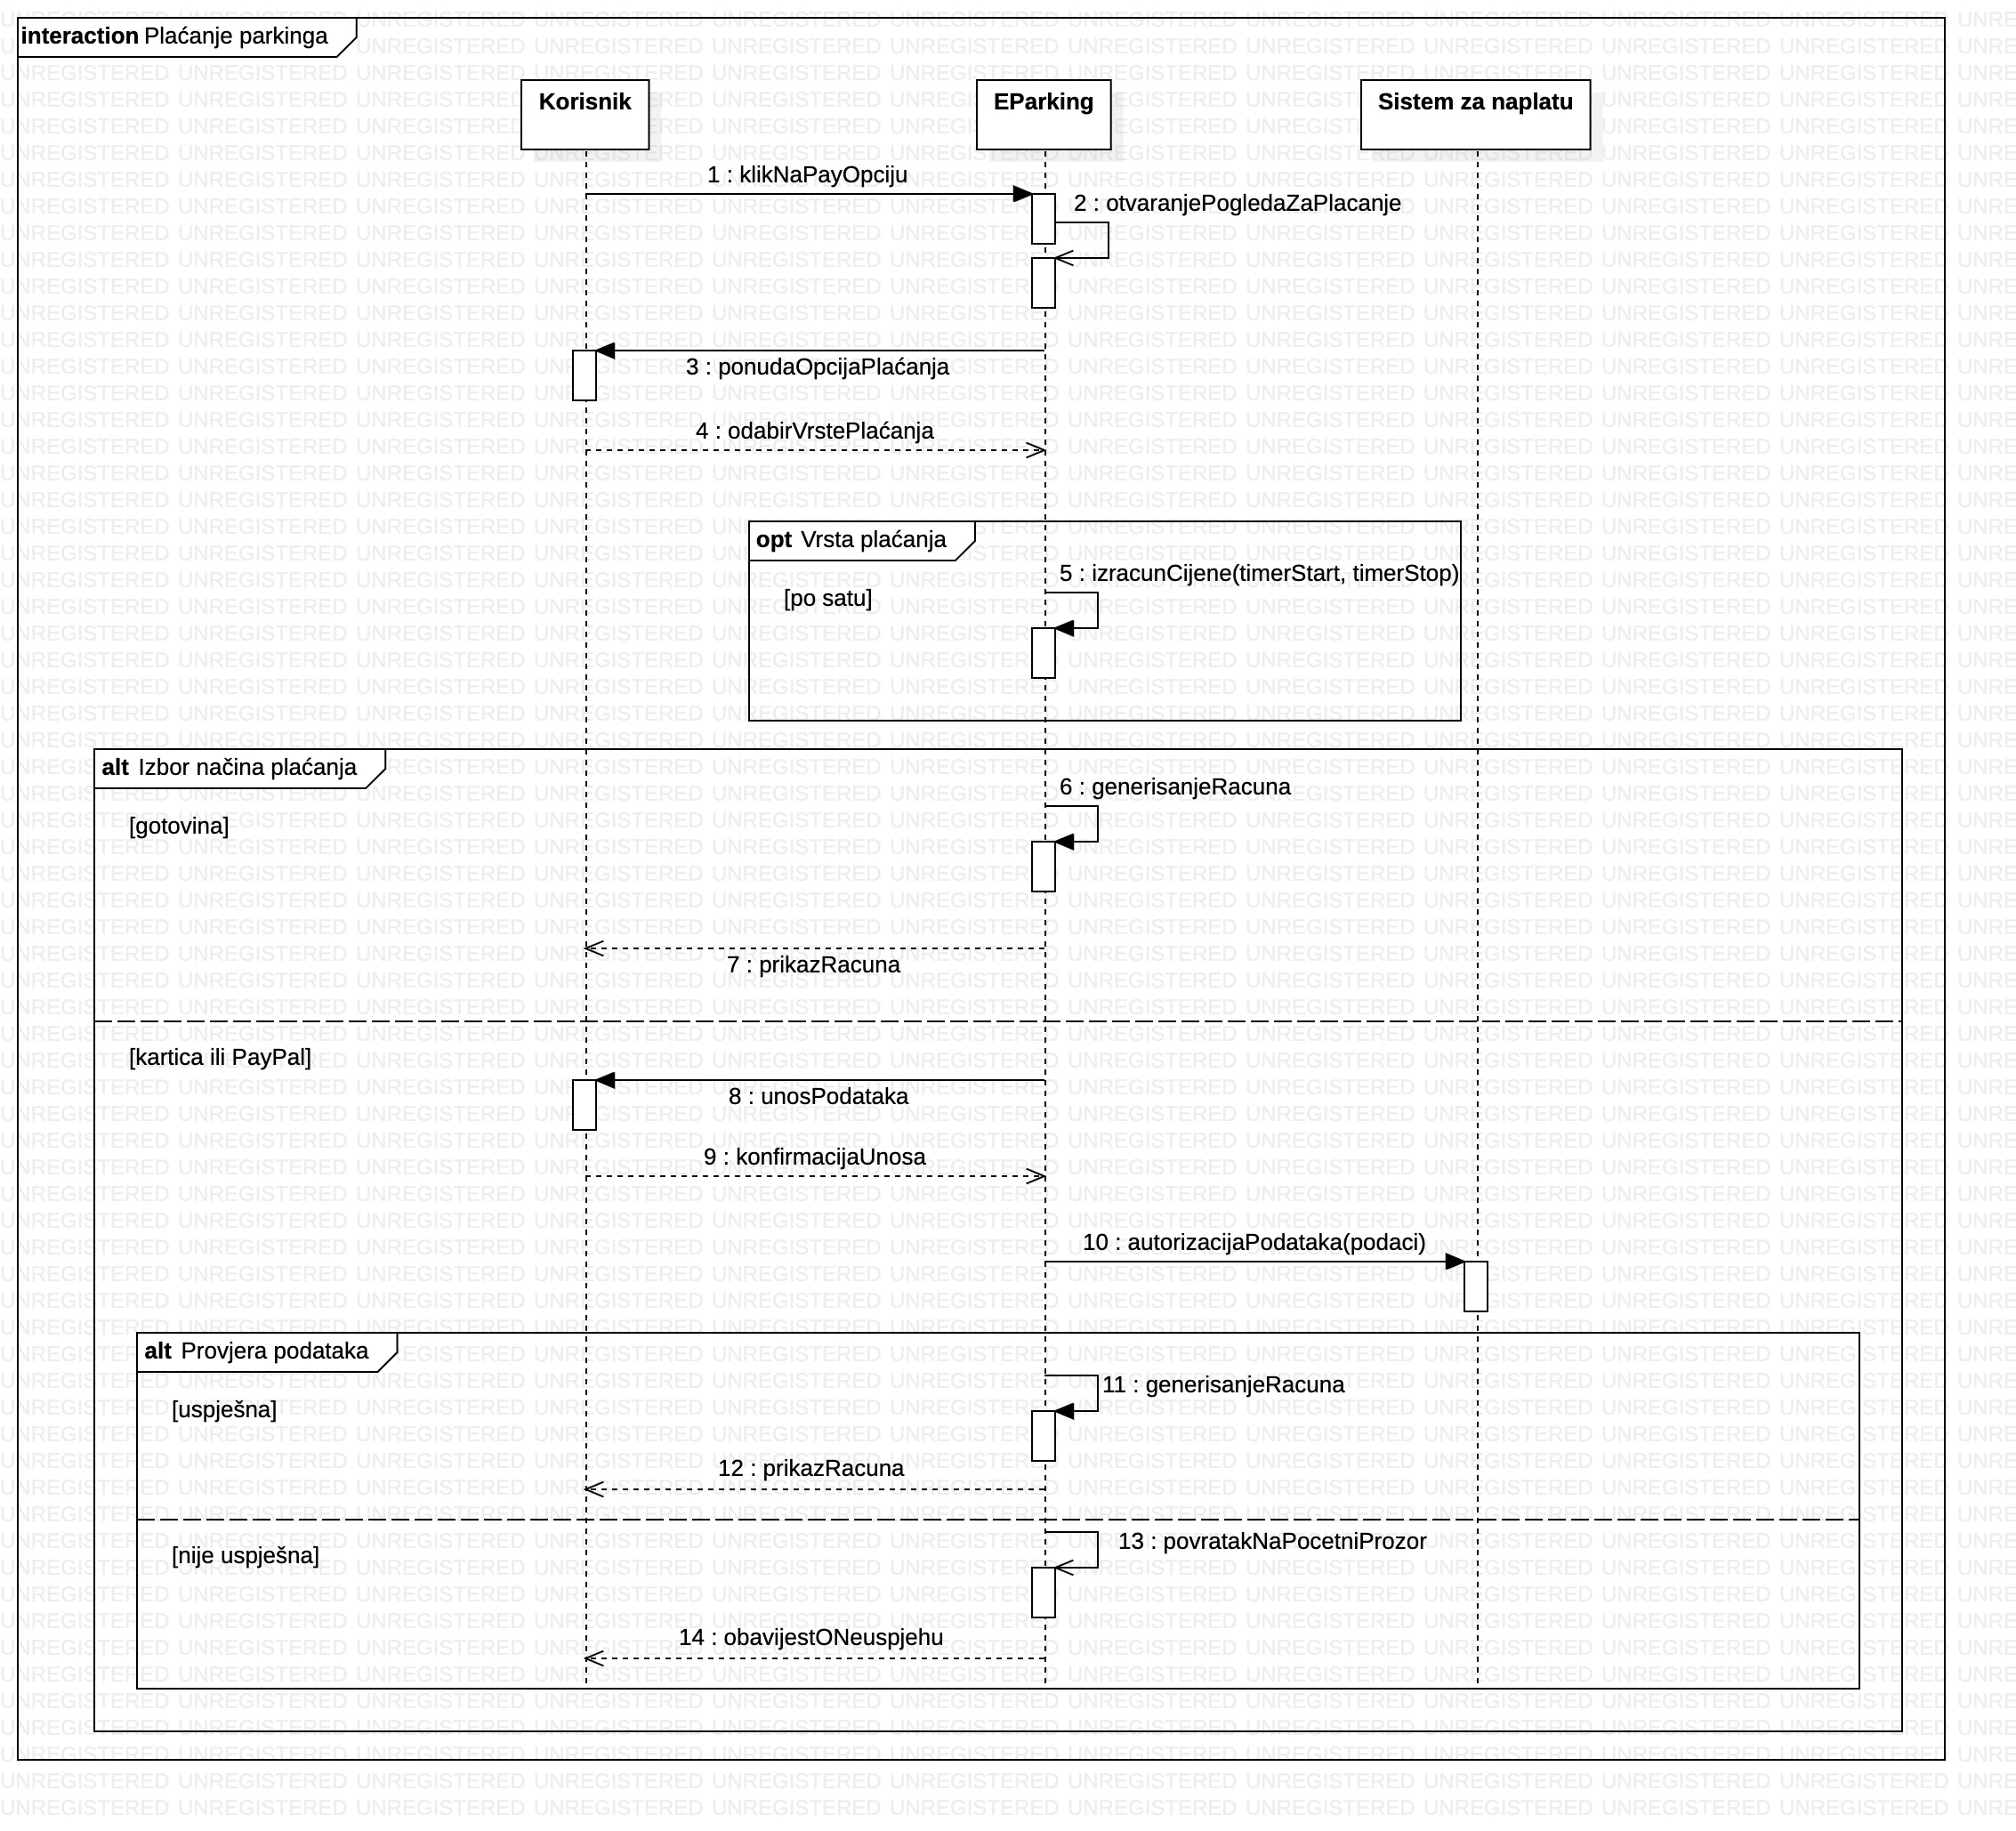 interaction Plaćanje parkinga
Korisnik
EParking
Sistem za naplatu
1 : klikNaPayOpciju
2 : otvaranjePogledaZaPlacanje
3 : ponudaOpcijaPlaćanja
4 : odabirVrstePlaćanja
opt Vrsta plaćanja
5 : izracunCijene(timerStart, timerStop)
[po satu]
alt Izbor načina plaćanja
6 : generisanjeRacuna
[gotovina]
7 : prikazRacuna
[kartica ili PayPal]
8 : unosPodataka
9 : konfirmacijaUnosa
10 : autorizacijaPodataka(podaci)
alt Provjera podataka
11 : generisanjeRacuna
[uspješna]
12 : prikazRacuna
13 : povratakNaPocetniProzor
[nije uspješna]
14 : obavijestONeuspjehu
UNREGISTERED